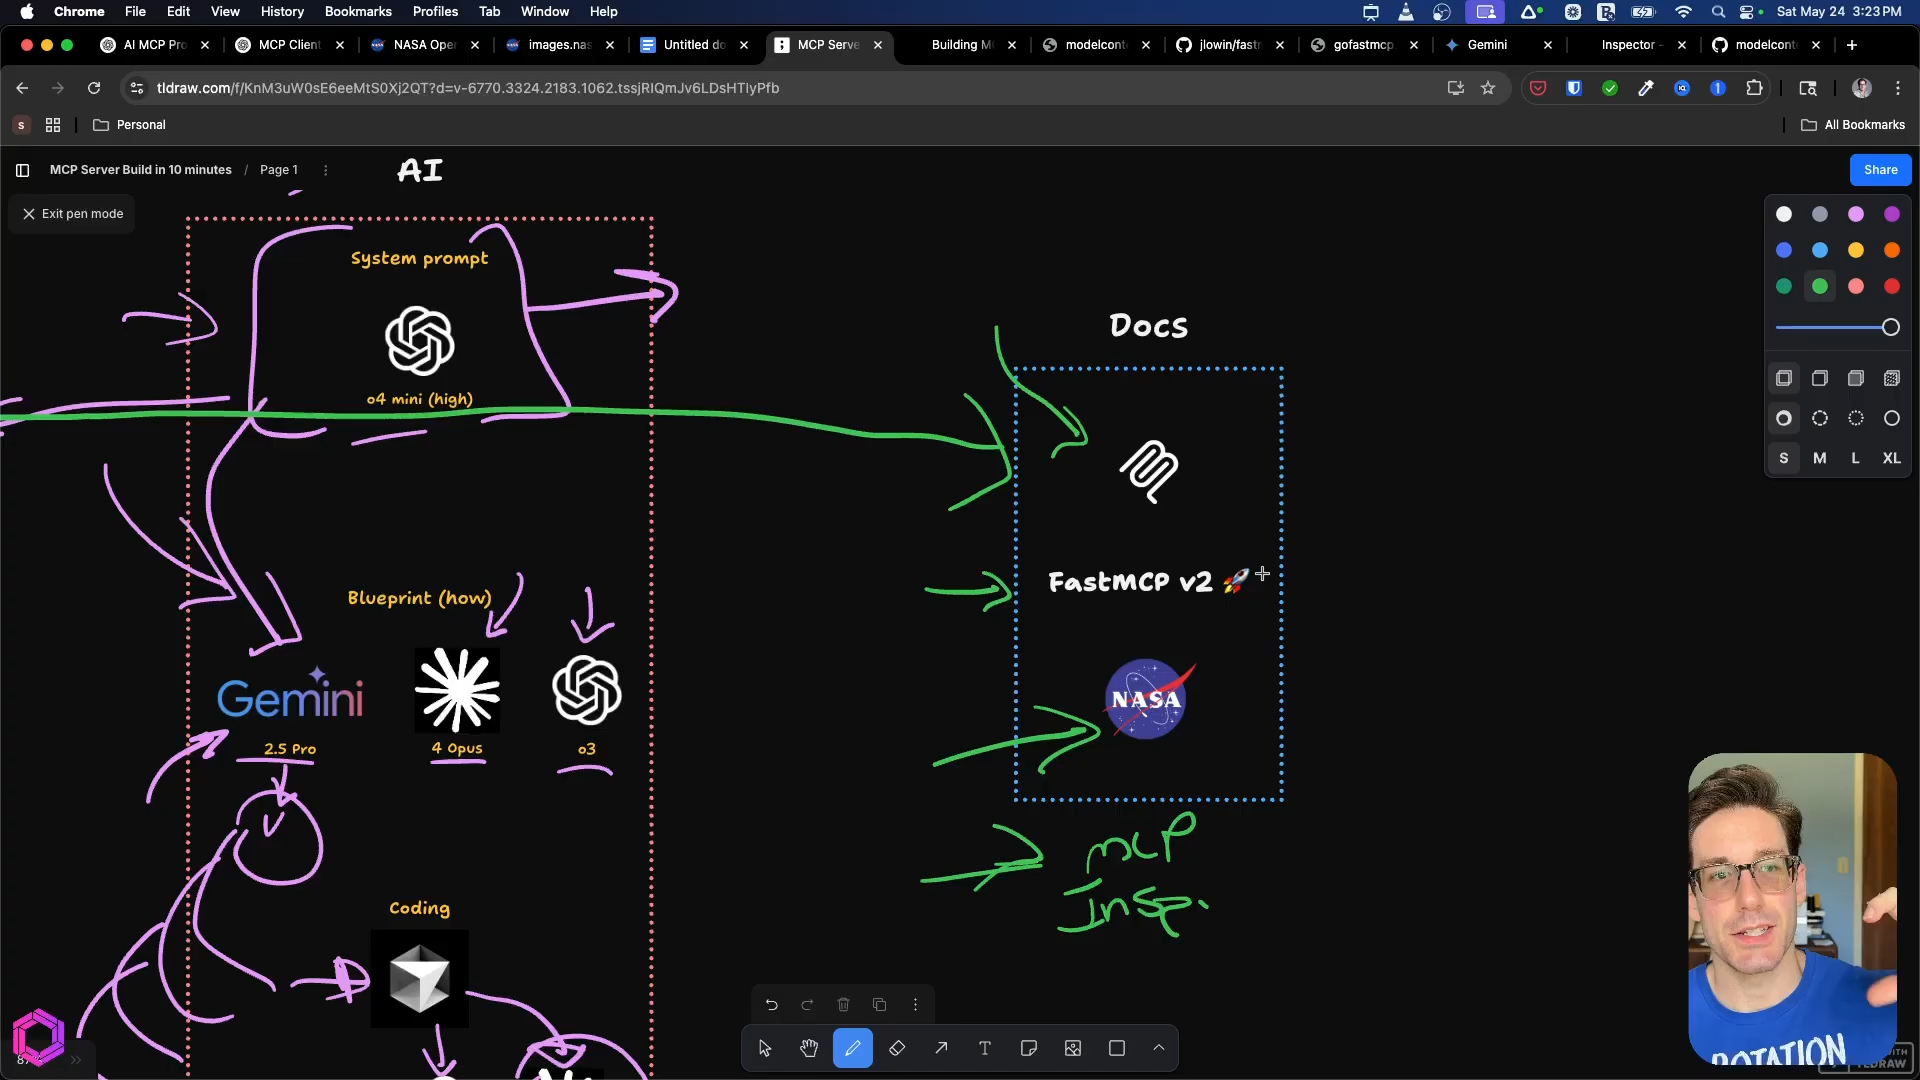 Chrome File Edit View History Bookmarks Profiles Tab Window Help
Sat May 24 3:23 PM
AI MCP Pro
MCP Client
NASA Ope
images.nas
Untitled do
MCP Serve
Building M
modelcont
jlowin/fast
gofastmcp.
Gemini
Inspector -
modelcont
tldraw.com/f/KnM3uW0sE6eeMtS0Xj2QT?d=v-6770.3324.2183.1062.tssjRIQmJv6LDsHTIyPfb
s
Personal
All Bookmarks
MCP Server Build in 10 minutes / Page 1
Share
Exit pen mode
AI
System prompt
o4 mini (high)
Docs
S M L XL
Blueprint (how)
FastMCP v2 🚀
Gemini
NASA
2.5 Pro
4 Opus
o3
MCP
Insp.
Coding
ROTATION